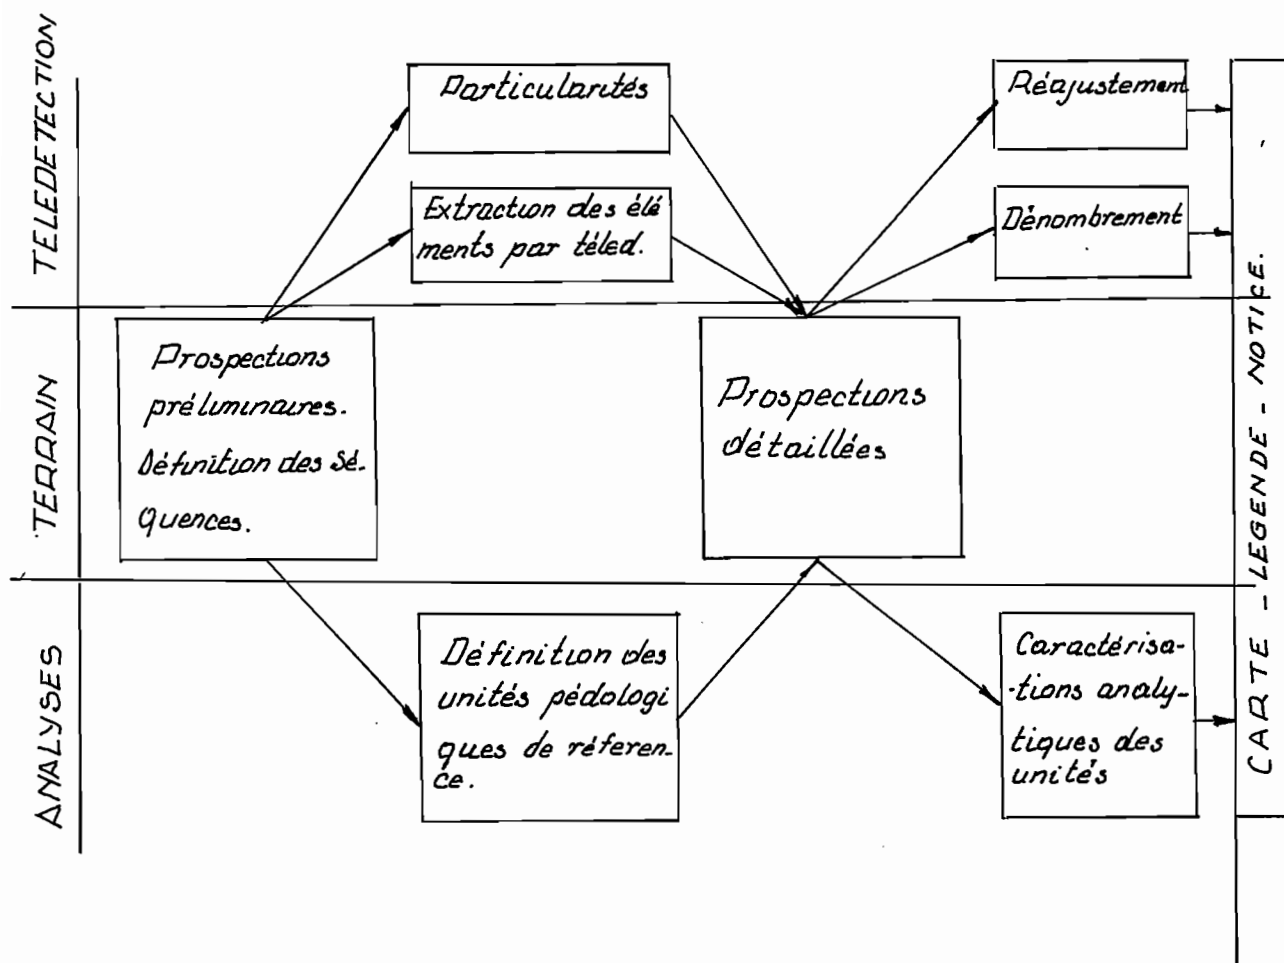 TELEDETECTION
Particularités
Extraction des élé
ments par téled.
Réajustement
Dénombrement
TERRAIN
Prospections
préliminaires.
Définition des Sé-
quences.
Prospections
détaillées
ANALYSES
Définition des
unités pédologi
ques de réferen-
ce.
Caractérisa-
-tions analy-
tiques des
unités
CARTE - LEGENDE - NOTICE.